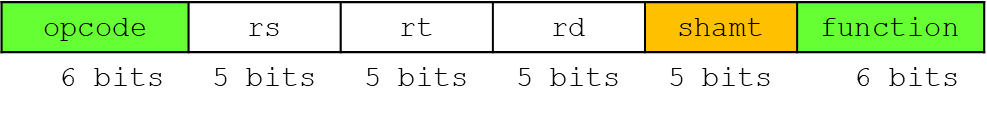 opcode rs rt rd shamt function
6 bits 5 bits 5 bits 5 bits 5 bits 6 bits